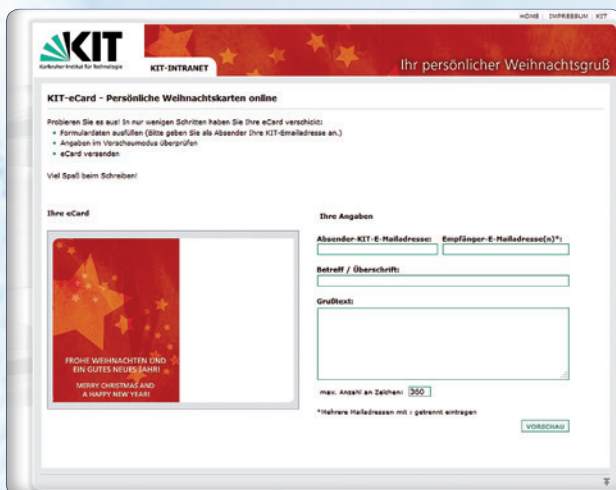 HOME | IMPRESSUM | KIT
KIT
Karlsruher Institut für Technologie
KIT-INTRANET
Ihr persönlicher Weihnachtsgruß
KIT-eCard - Persönliche Weihnachtskarten online
Probieren Sie es aus! In nur wenigen Schritten haben Sie Ihre eCard verschickt:
• Formulardaten ausfüllen (Bitte geben Sie als Absender Ihre KIT-Emailadresse an.)
• Angaben im Vorschaumodus überprüfen
• eCard versenden
Viel Spaß beim Schreiben!
Ihre eCard
FROHE WEIHNACHTEN UND
EIN GUTES NEUES JAHR!
MERRY CHRISTMAS AND
A HAPPY NEW YEAR!
Ihre Angaben
Absender-KIT-E-Mailadresse: Empfänger-E-Mailadresse(n)*:
Betreff / Überschrift:
Grußtext:
max. Anzahl an Zeichen: 360
*Mehrere Mailadressen mit ; getrennt eintragen
VORSCHAU